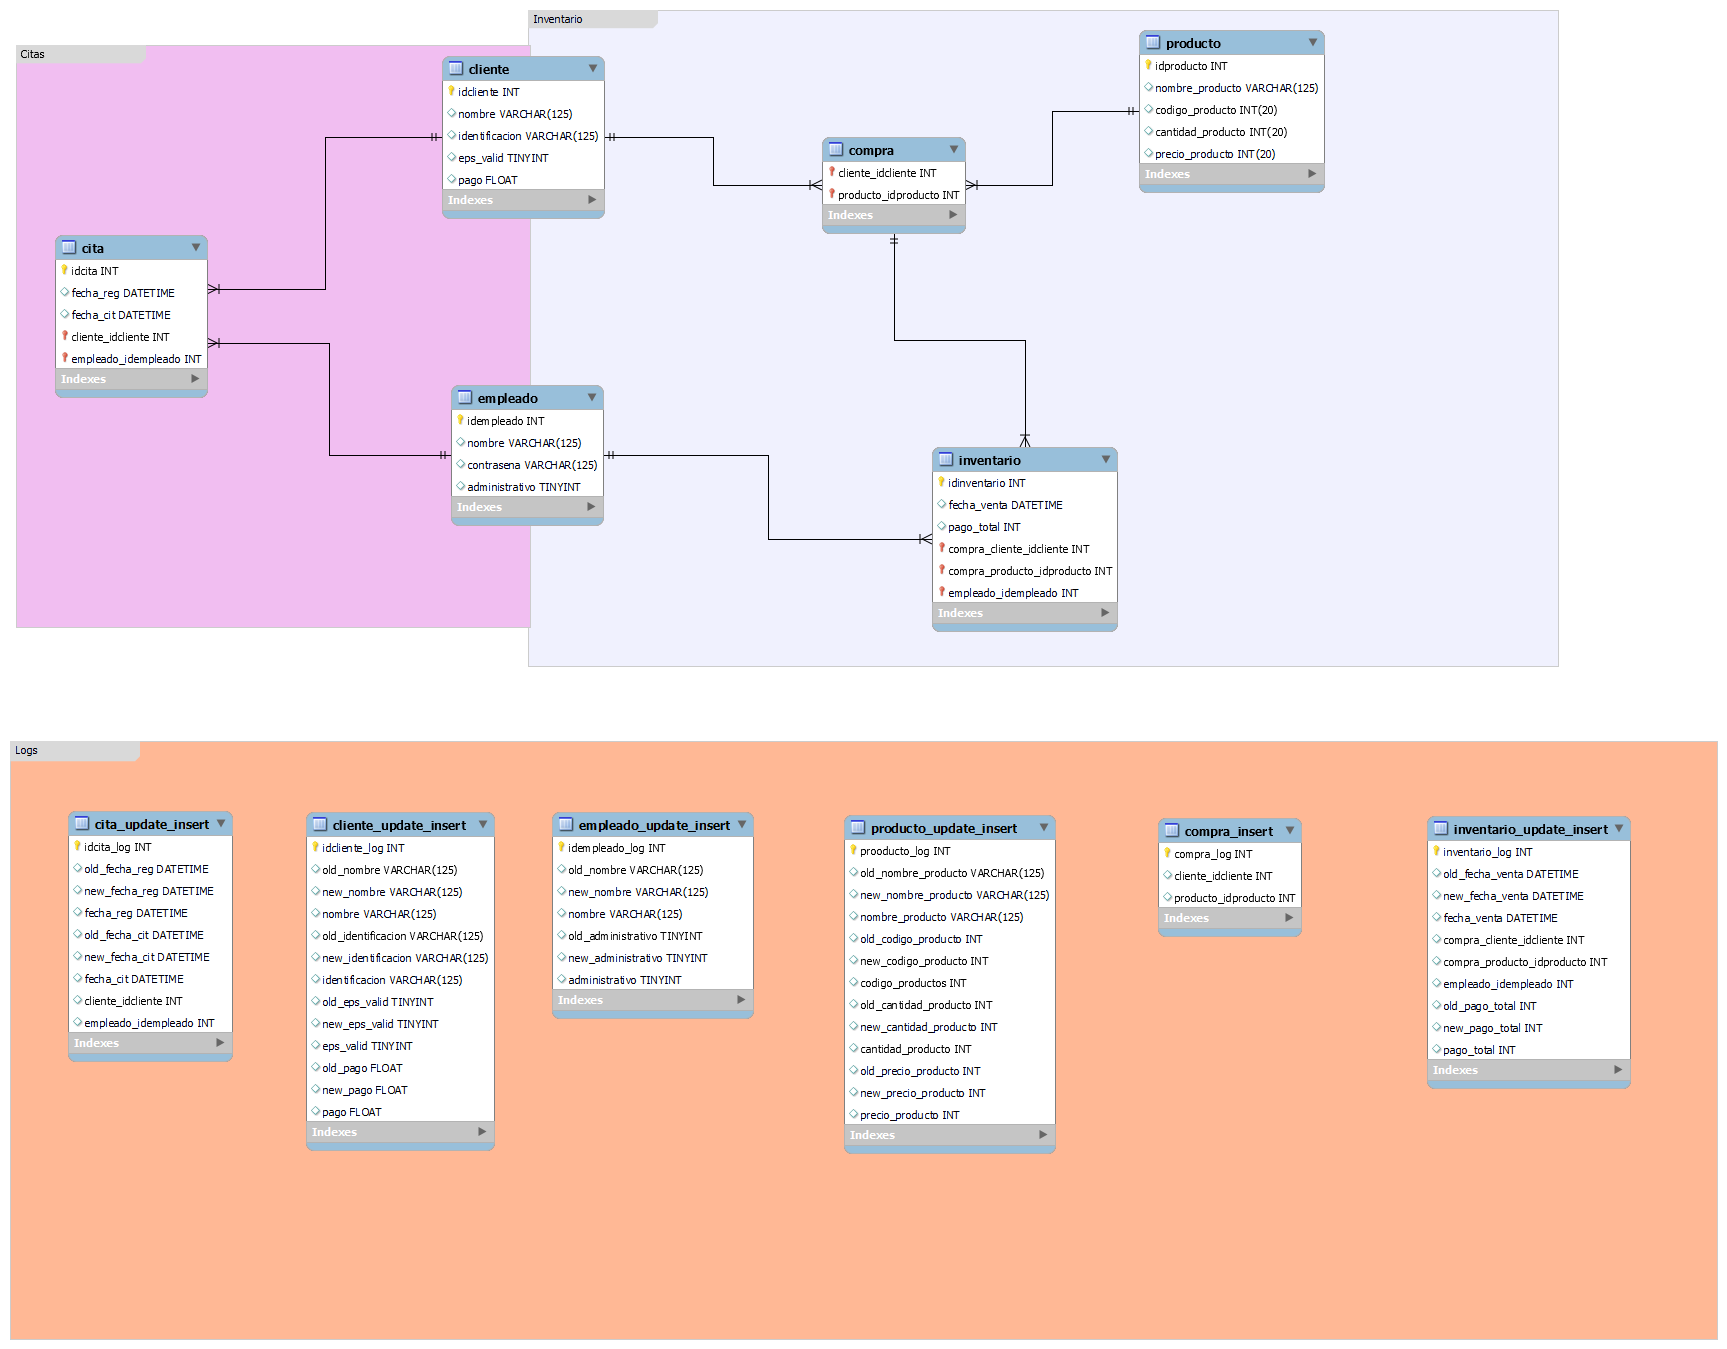 Inventario
Citas
cliente
idcliente INT
nombre VARCHAR(125)
identificacion VARCHAR(125)
eps_valid TINYINT
pago FLOAT
Indexes
producto
idproducto INT
nombre_producto VARCHAR(125)
codigo_producto INT(20)
cantidad_producto INT(20)
precio_producto INT(20)
Indexes
compra
cliente_idcliente INT
producto_idproducto INT
Indexes
cita
idcita INT
fecha_reg DATETIME
fecha_cit DATETIME
cliente_idcliente INT
empleado_idempleado INT
Indexes
empleado
idempleado INT
nombre VARCHAR(125)
contrasena VARCHAR(125)
administrativo TINYINT
Indexes
inventario
idinventario INT
fecha_venta DATETIME
pago_total INT
compra_cliente_idcliente INT
compra_producto_idproducto INT
empleado_idempleado INT
Indexes
Logs
cita_update_insert
idcita_log INT
old_fecha_reg DATETIME
new_fecha_reg DATETIME
fecha_reg DATETIME
old_fecha_cit DATETIME
new_fecha_cit DATETIME
fecha_cit DATETIME
cliente_idcliente INT
empleado_idempleado INT
Indexes
cliente_update_insert
idcliente_log INT
old_nombre VARCHAR(125)
new_nombre VARCHAR(125)
nombre VARCHAR(125)
old_identificacion VARCHAR(125)
new_identificacion VARCHAR(125)
identificacion VARCHAR(125)
old_eps_valid TINYINT
new_eps_valid TINYINT
eps_valid TINYINT
old_pago FLOAT
new_pago FLOAT
pago FLOAT
Indexes
empleado_update_insert
idempleado_log INT
old_nombre VARCHAR(125)
new_nombre VARCHAR(125)
nombre VARCHAR(125)
old_administrativo TINYINT
new_administrativo TINYINT
administrativo TINYINT
Indexes
producto_update_insert
prooducto_log INT
old_nombre_producto VARCHAR(125)
new_nombre_producto VARCHAR(125)
nombre_producto VARCHAR(125)
old_codigo_producto INT
new_codigo_producto INT
codigo_productos INT
old_cantidad_producto INT
new_cantidad_producto INT
cantidad_producto INT
old_precio_producto INT
new_precio_producto INT
precio_producto INT
Indexes
compra_insert
compra_log INT
cliente_idcliente INT
producto_idproducto INT
Indexes
inventario_update_insert
inventario_log INT
old_fecha_venta DATETIME
new_fecha_venta DATETIME
fecha_venta DATETIME
compra_cliente_idcliente INT
compra_producto_idproducto INT
empleado_idempleado INT
old_pago_total INT
new_pago_total INT
pago_total INT
Indexes